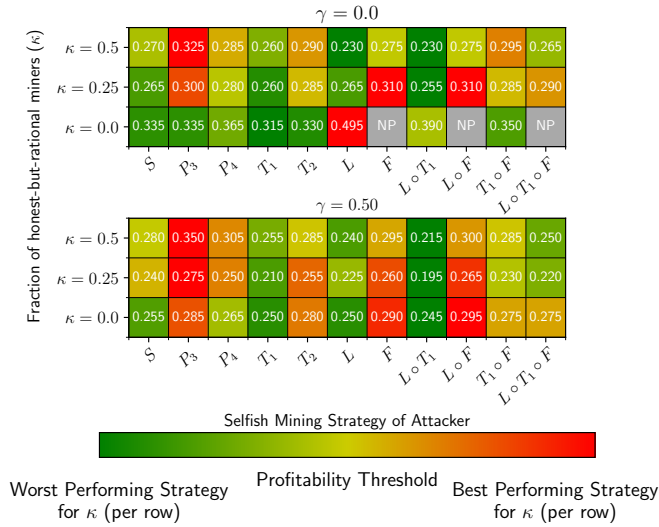 γ = 0.0
Fraction of honest-but-rational miners (κ)
κ = 0.5 0.270 0.325 0.285 0.260 0.290 0.230 0.275 0.230 0.275 0.295 0.265
κ = 0.25 0.265 0.300 0.280 0.260 0.285 0.265 0.310 0.255 0.310 0.285 0.290
κ = 0.0 0.335 0.335 0.365 0.315 0.330 0.495 NP 0.390 NP 0.350 NP
S P₃ P₄ T₁ T₂ L F L ∘ T₁ L ∘ F T₁ ∘ F L ∘ T₁ ∘ F
γ = 0.50
κ = 0.5 0.280 0.350 0.305 0.255 0.285 0.240 0.295 0.215 0.300 0.285 0.250
κ = 0.25 0.240 0.275 0.250 0.210 0.255 0.225 0.260 0.195 0.265 0.230 0.220
κ = 0.0 0.255 0.285 0.265 0.250 0.280 0.250 0.290 0.245 0.295 0.275 0.275
S P₃ P₄ T₁ T₂ L F L ∘ T₁ L ∘ F T₁ ∘ F L ∘ T₁ ∘ F
Selfish Mining Strategy of Attacker
Profitability Threshold
Worst Performing Strategy
for κ (per row)
Best Performing Strategy
for κ (per row)